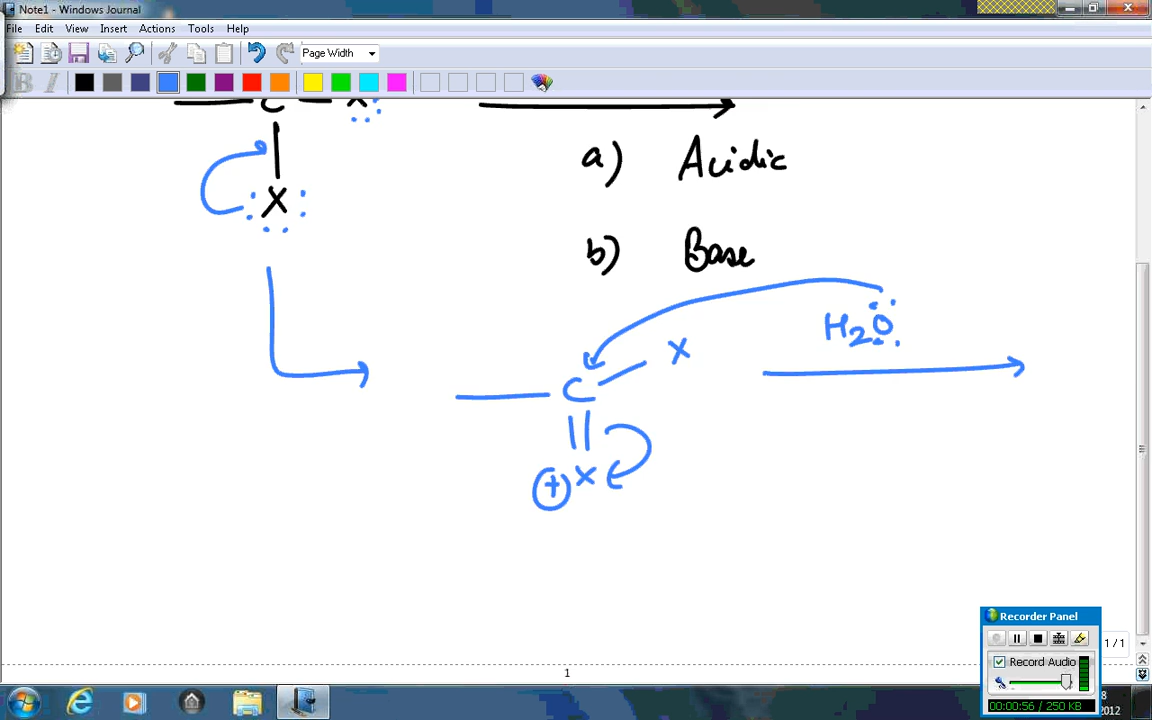 Note1 - Windows Journal
File Edit View Insert Actions Tools Help
Page Width
B I
C X
X
a) Acidic
b) Base
H2O
C X
+ X
Recorder Panel
Record Audio
00:00:56 / 250 KB
1/1
1
2012